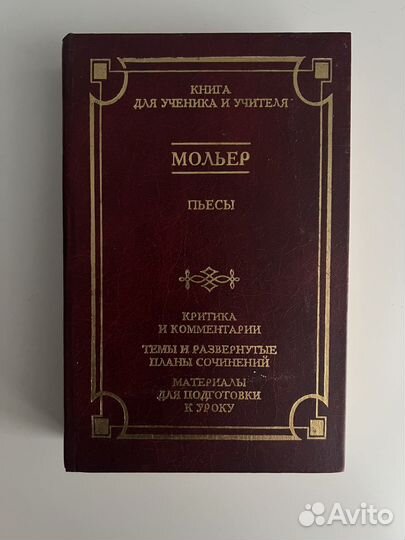 КНИГА
ДЛЯ УЧЕНИКА И УЧИТЕЛЯ
МОЛЬЕР
ПЬЕСЫ
КРИТИКА
И КОММЕНТАРИИ
ТЕМЫ И РАЗВЕРНУТЫЕ
ПЛАНЫ СОЧИНЕНИЙ
МАТЕРИАЛЫ
ДЛЯ ПОДГОТОВКИ
К УРОКУ
Avito